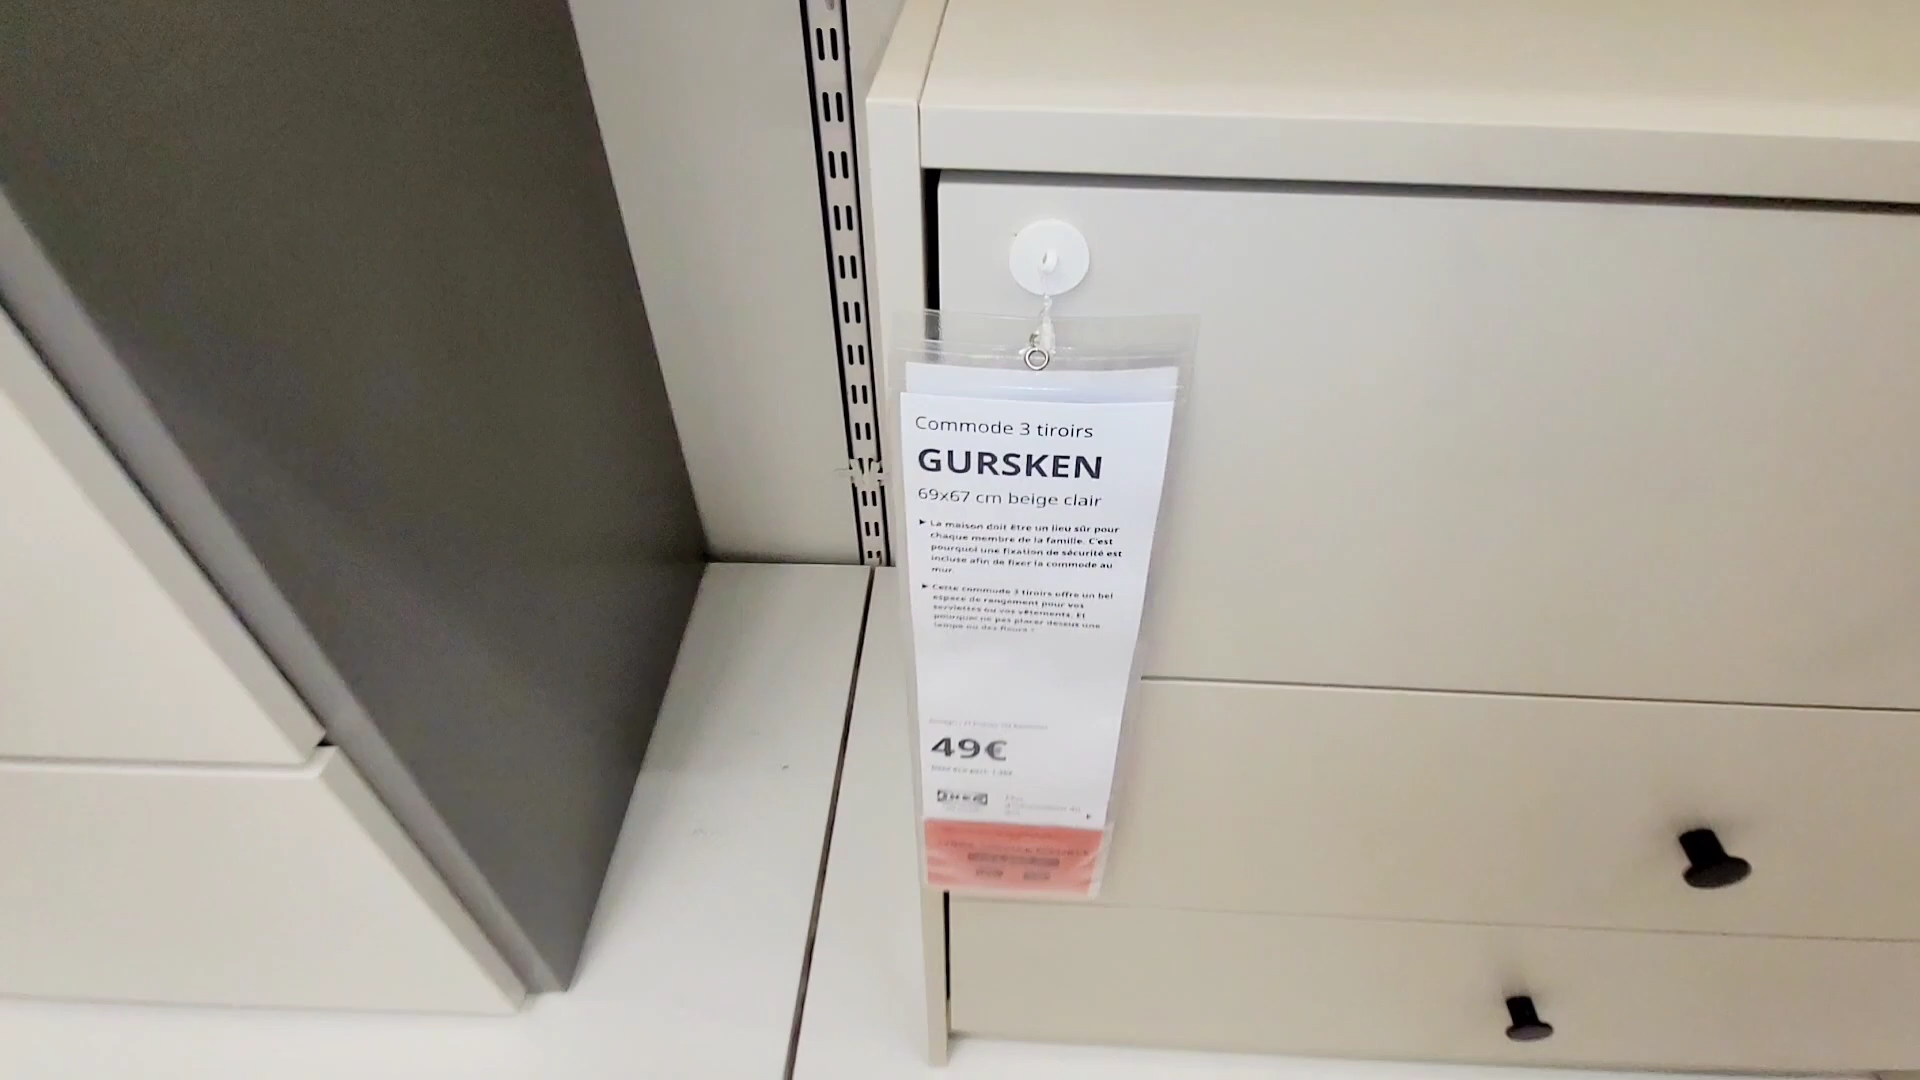 Commode 3 tiroirs
GURSKEN
69x67 cm beige clair
► La maison doit être un lieu sûr pour
chaque membre de la famille. C'est
pourquoi une fixation de sécurité est
incluse afin de fixer la commode au
mur.
► Cette commode 3 tiroirs offre un bel
espace de rangement pour vos
serviettes ou vos vêtements. Et
pourquoi ne pas placer dessus une
lampe ou des fleurs ?
49€
IKEA